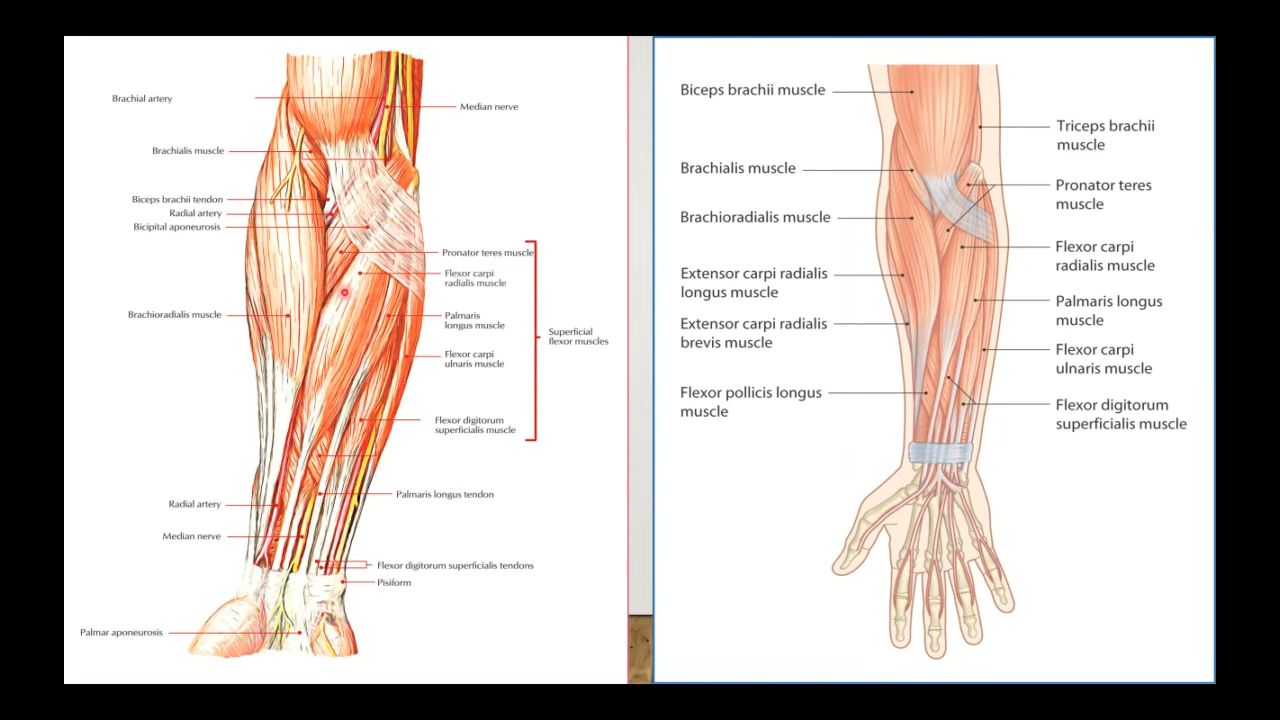 Brachial artery
Median nerve
Brachialis muscle
Biceps brachii tendon
Radial artery
Bicipital aponeurosis
Pronator teres muscle
Flexor carpi
radialis muscle
Brachioradialis muscle
Palmaris
longus muscle
Superficial
flexor muscles
Flexor carpi
ulnaris muscle
Flexor digitorum
superficialis muscle
Palmaris longus tendon
Radial artery
Median nerve
Flexor digitorum superficialis tendons
Pisiform
Palmar aponeurosis
Biceps brachii muscle
Triceps brachii
muscle
Brachialis muscle
Pronator teres
muscle
Brachioradialis muscle
Flexor carpi
radialis muscle
Extensor carpi radialis
longus muscle
Palmaris longus
muscle
Extensor carpi radialis
brevis muscle
Flexor carpi
ulnaris muscle
Flexor pollicis longus
muscle
Flexor digitorum
superficialis muscle